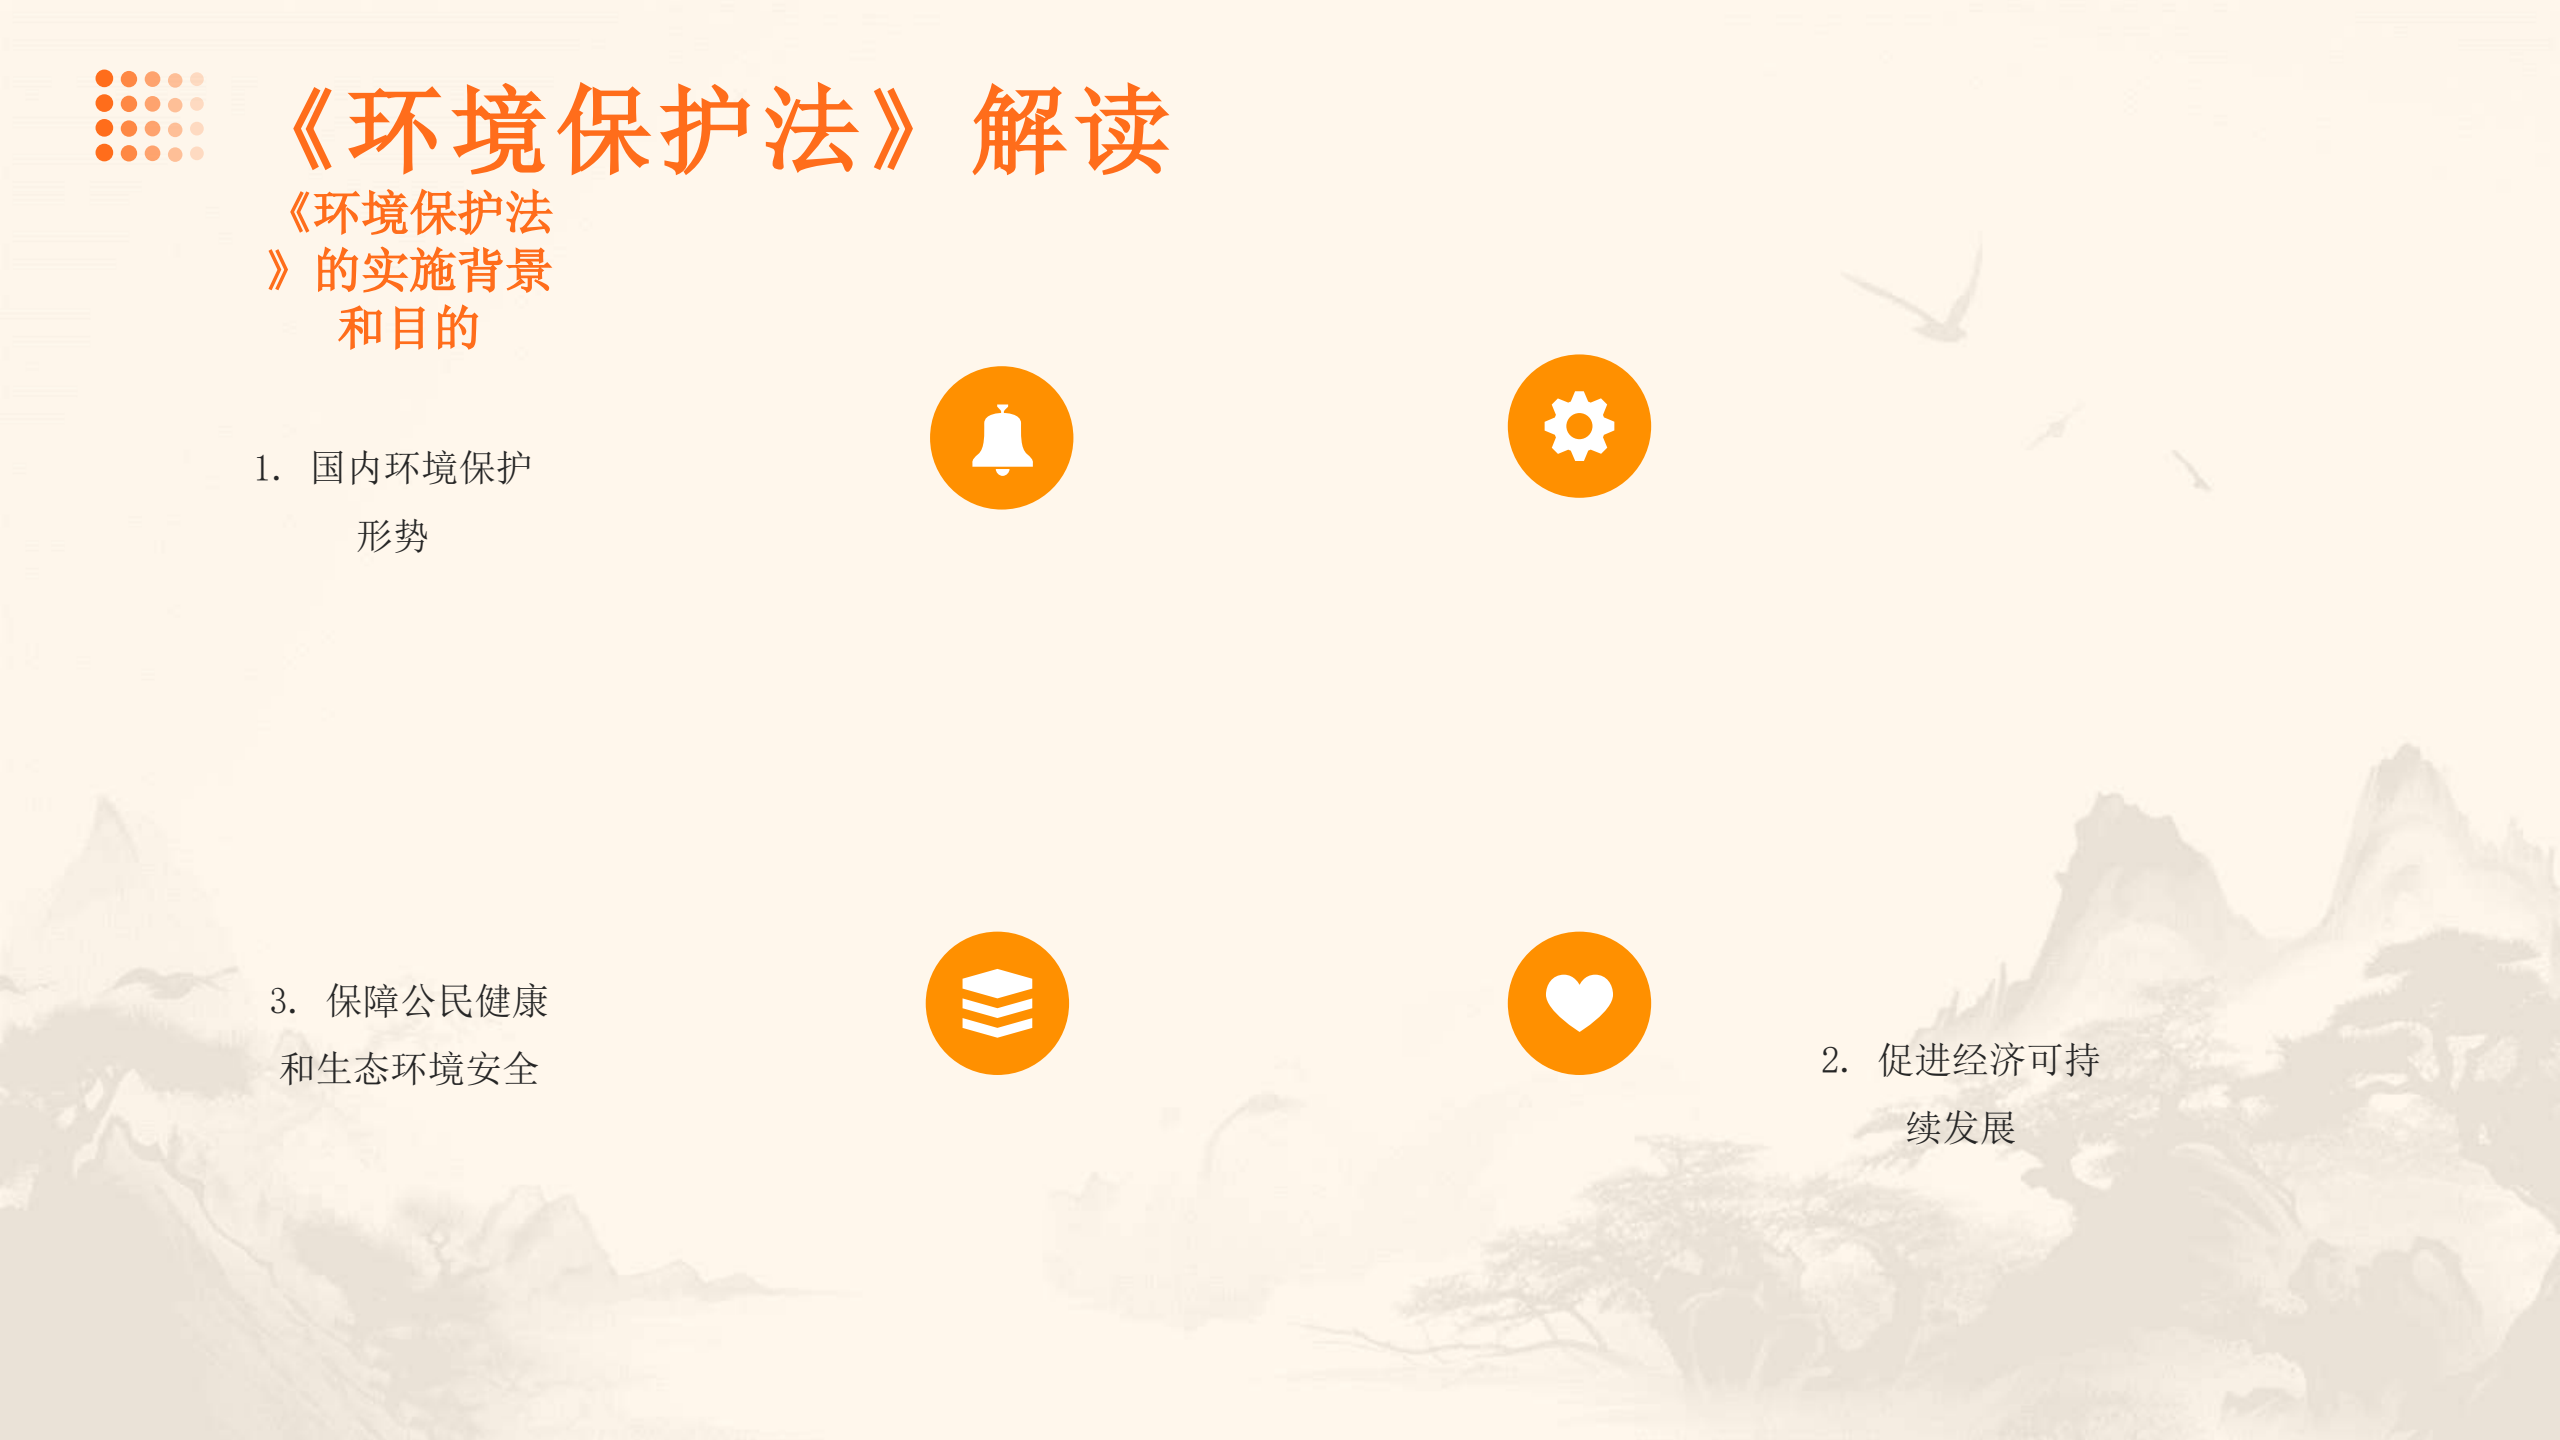 《环境保护法》解读
《环境保护法
》的实施背景
和目的
1. 国内环境保护
形势
3. 保障公民健康
和生态环境安全
2. 促进经济可持
续发展